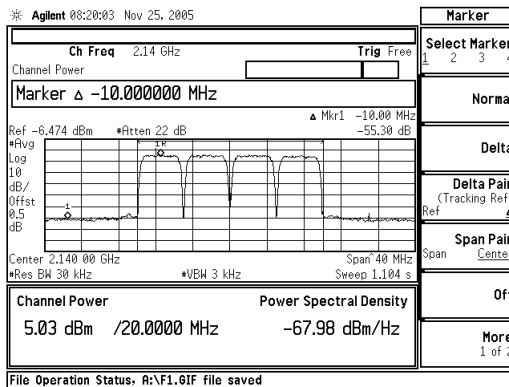 Agilent 08:20:03 Nov 25, 2005
Marker
Ch Freq 2.14 GHz Trig Free
Channel Power
Select Marker
1 2 3 4
Marker Δ -10.000000 MHz
Norma
Δ Mkr1 -10.00 MHz
Ref -6.474 dBm #Atten 22 dB -55.30 dB
#Avg
Log
10
dB/
Offst
0.5
dB
1R
1
Delta
Delta Pair
(Tracking Ref
Ref Δ
Span Pair
Span Cente
Center 2.140 00 GHz Span 40 MHz
#Res BW 30 kHz #VBW 3 kHz Sweep 1.104 s
Of
Channel Power Power Spectral Density
5.03 dBm /20.0000 MHz -67.98 dBm/Hz
More
1 of 2
File Operation Status, A:\F1.GIF file saved